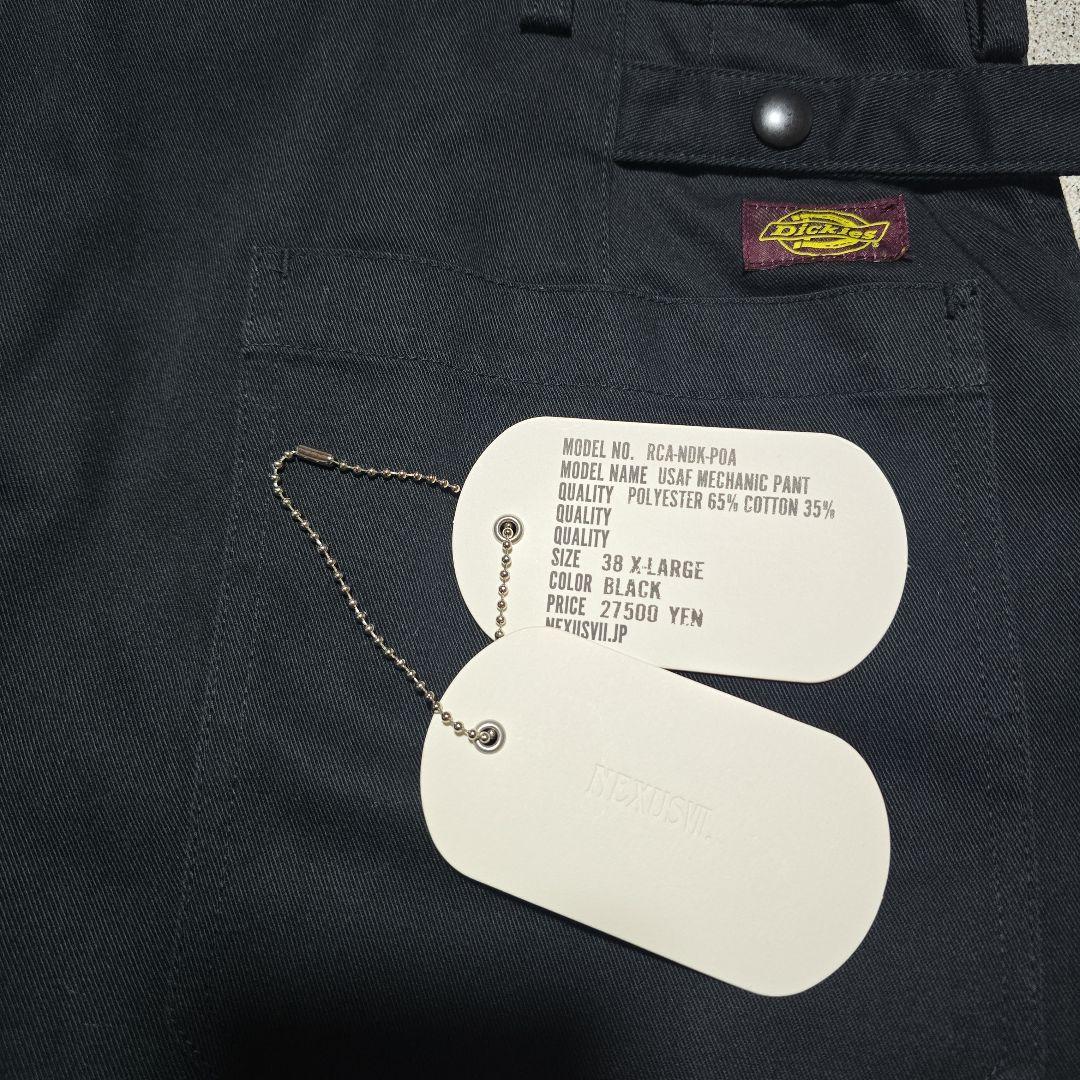 Dickies
MODEL NO. RCA-NDK-POA
MODEL NAME USAF MECHANIC PANT
QUALITY POLYESTER 65% COTTON 35%
QUALITY
QUALITY
SIZE 38 X-LARGE
COLOR BLACK
PRICE 27500 YEN
NEXUSVII.JP
NEXUSVII.